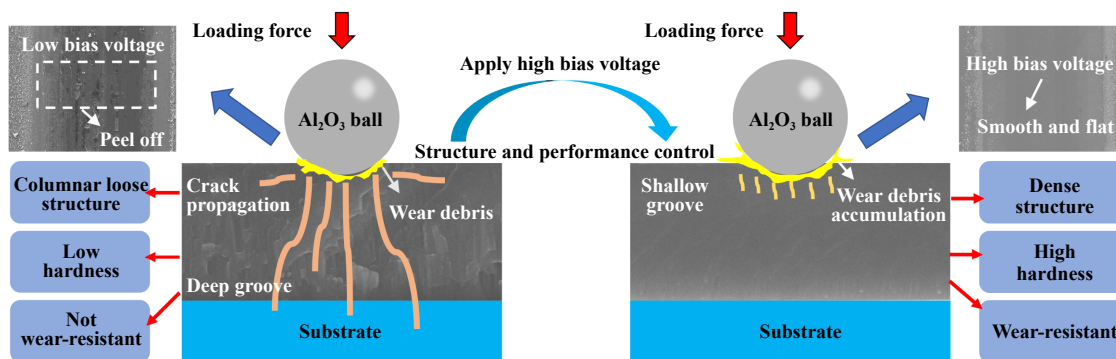 Loading force
Low bias voltage
Peel off
Al₂O₃ ball
Columnar loose
structure
Crack
propagation
Wear debris
Low
hardness
Deep groove
Not
wear-resistant
Substrate
Apply high bias voltage
Structure and performance control
Loading force
High bias voltage
Smooth and flat
Al₂O₃ ball
Shallow
groove
Wear debris
accumulation
Dense
structure
High
hardness
Wear-resistant
Substrate